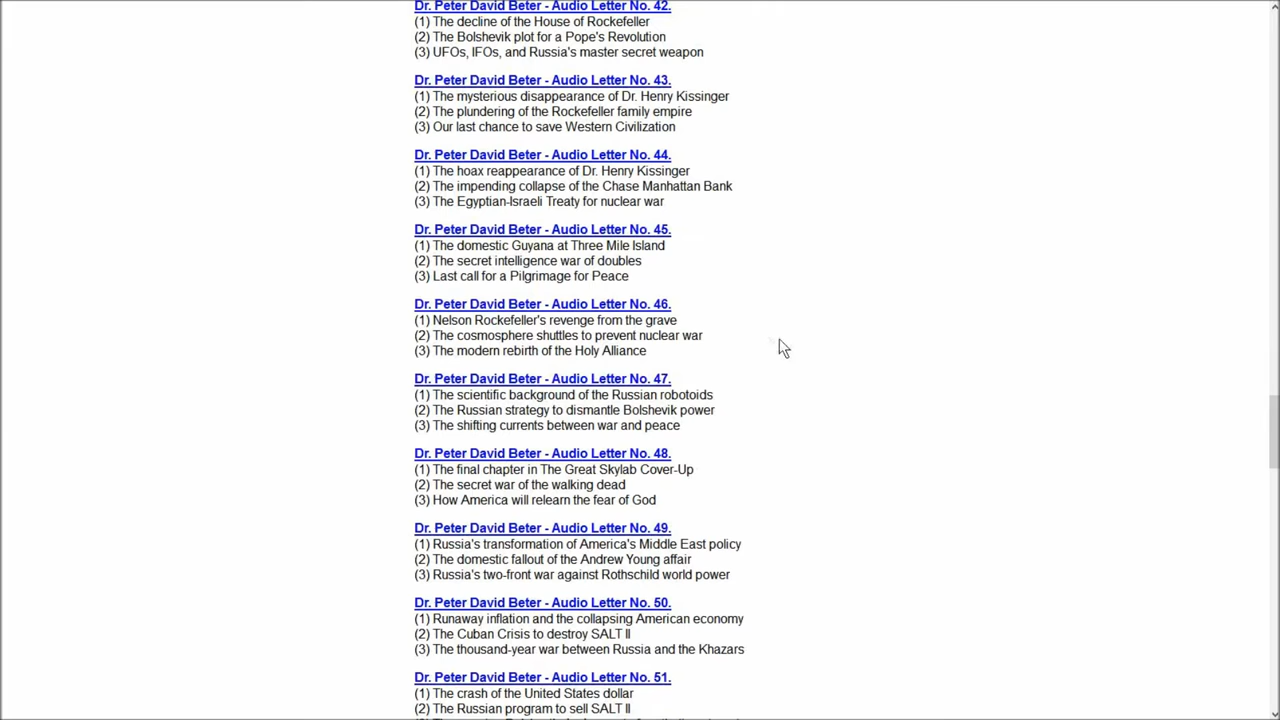 Dr. Peter David Beter - Audio Letter No. 42.
(1) The decline of the House of Rockefeller
(2) The Bolshevik plot for a Pope's Revolution
(3) UFOs, IFOs, and Russia's master secret weapon
Dr. Peter David Beter - Audio Letter No. 43.
(1) The mysterious disappearance of Dr. Henry Kissinger
(2) The plundering of the Rockefeller family empire
(3) Our last chance to save Western Civilization
Dr. Peter David Beter - Audio Letter No. 44.
(1) The hoax reappearance of Dr. Henry Kissinger
(2) The impending collapse of the Chase Manhattan Bank
(3) The Egyptian-Israeli Treaty for nuclear war
Dr. Peter David Beter - Audio Letter No. 45.
(1) The domestic Guyana at Three Mile Island
(2) The secret intelligence war of doubles
(3) Last call for a Pilgrimage for Peace
Dr. Peter David Beter - Audio Letter No. 46.
(1) Nelson Rockefeller's revenge from the grave
(2) The cosmosphere shuttles to prevent nuclear war
(3) The modern rebirth of the Holy Alliance
Dr. Peter David Beter - Audio Letter No. 47.
(1) The scientific background of the Russian robotoids
(2) The Russian strategy to dismantle Bolshevik power
(3) The shifting currents between war and peace
Dr. Peter David Beter - Audio Letter No. 48.
(1) The final chapter in The Great Skylab Cover-Up
(2) The secret war of the walking dead
(3) How America will relearn the fear of God
Dr. Peter David Beter - Audio Letter No. 49.
(1) Russia's transformation of America's Middle East policy
(2) The domestic fallout of the Andrew Young affair
(3) Russia's two-front war against Rothschild world power
Dr. Peter David Beter - Audio Letter No. 50.
(1) Runaway inflation and the collapsing American economy
(2) The Cuban Crisis to destroy SALT II
(3) The thousand-year war between Russia and the Khazars
Dr. Peter David Beter - Audio Letter No. 51.
(1) The crash of the United States dollar
(2) The Russian program to sell SALT II